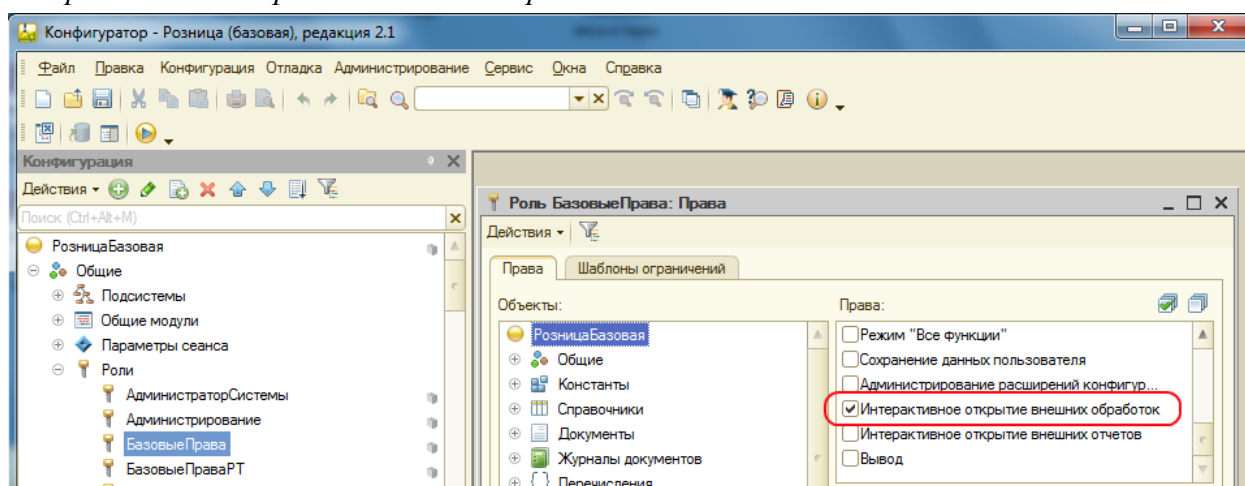 Конфигуратор - Розница (базовая), редакция 2.1
Файл Правка Конфигурация Отладка Администрирование Сервис Окна Справка
Конфигурация
Действия
Поиск (Ctrl+Alt+M)
РозницаБазовая
Общие
Подсистемы
Общие модули
Параметры сеанса
Роли
АдминистраторСистемы
Администрирование
БазовыеПрава
БазовыеПраваРТ
Роль БазовыеПрава: Права
Действия
Права Шаблоны ограничений
Объекты:
РозницаБазовая
Общие
Константы
Справочники
Документы
Журналы документов
Перечисления
Права:
Режим "Все функции"
Сохранение данных пользователя
Администрирование расширений конфигур...
Интерактивное открытие внешних обработок
Интерактивное открытие внешних отчетов
Вывод